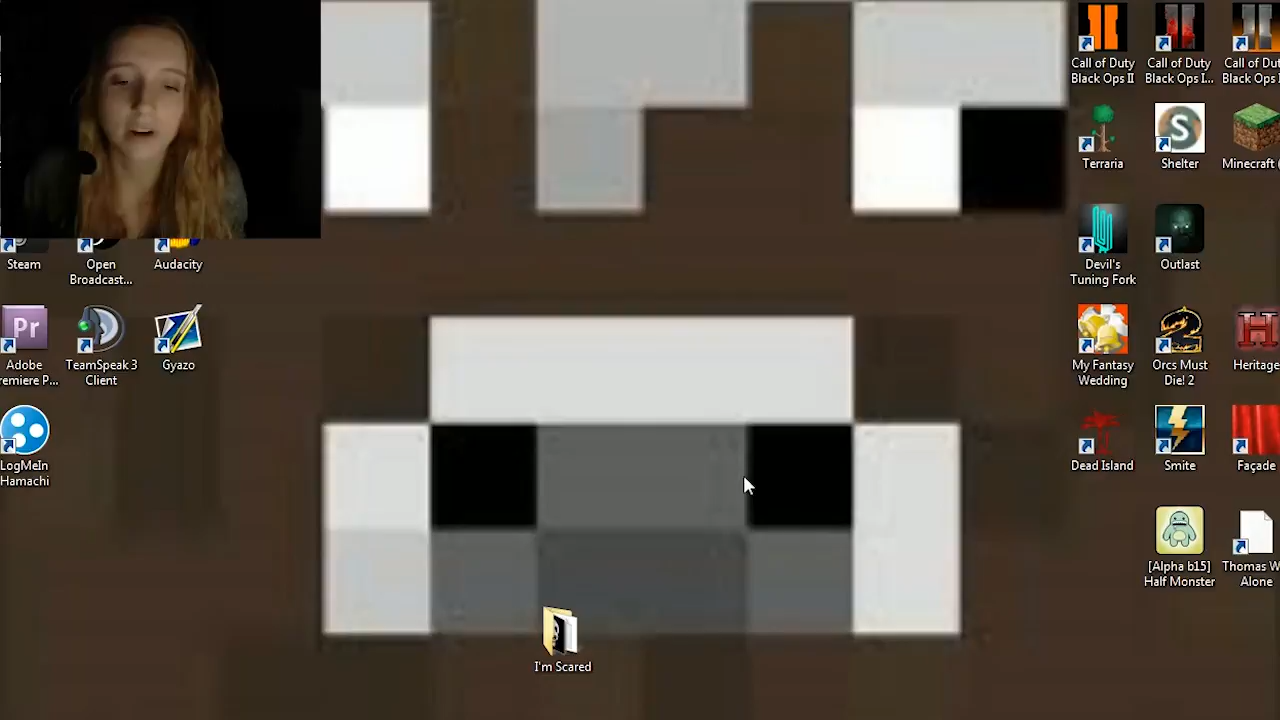 Call of Duty
Black Ops II
Call of Duty
Black Ops I...
Call of Dut
Black Ops I
Terraria
Shelter
Minecraft (
Steam
Open
Broadcast...
Audacity
Devil's
Tuning Fork
Outlast
Pr
Adobe
remiere P...
TeamSpeak 3
Client
Gyazo
My Fantasy
Wedding
Orcs Must
Die! 2
Heritage
LogMeIn
Hamachi
Dead Island
Smite
Façade
[Alpha b15]
Half Monster
Thomas W
Alone
I'm Scared